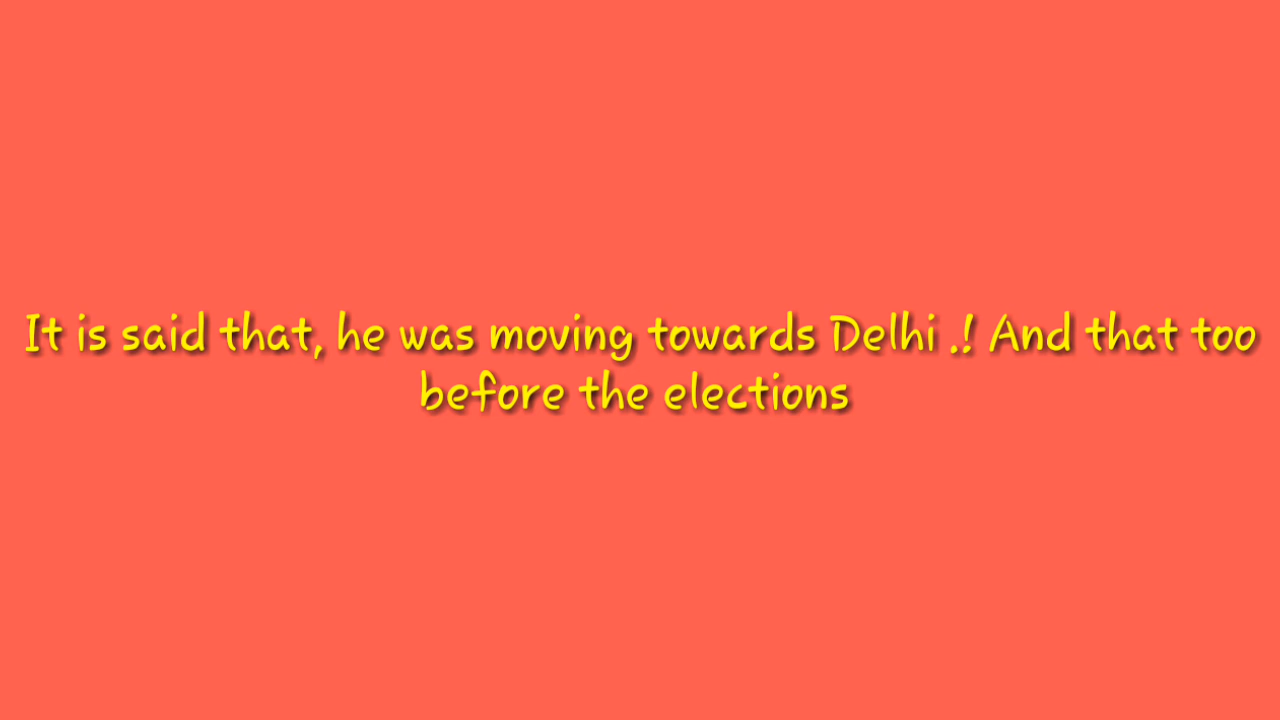 It is said that, he was moving towards Delhi .! And that too
before the elections